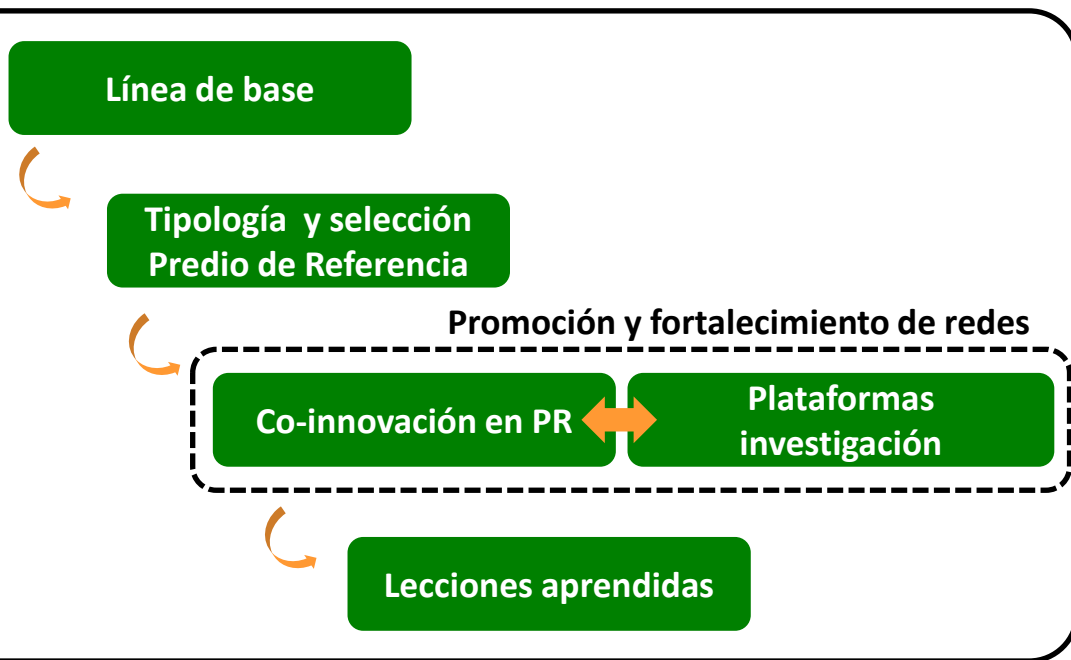 Línea de base
Tipología y selección
Predio de Referencia
Promoción y fortalecimiento de redes
Co-innovación en PR
Plataformas
investigación
Lecciones aprendidas